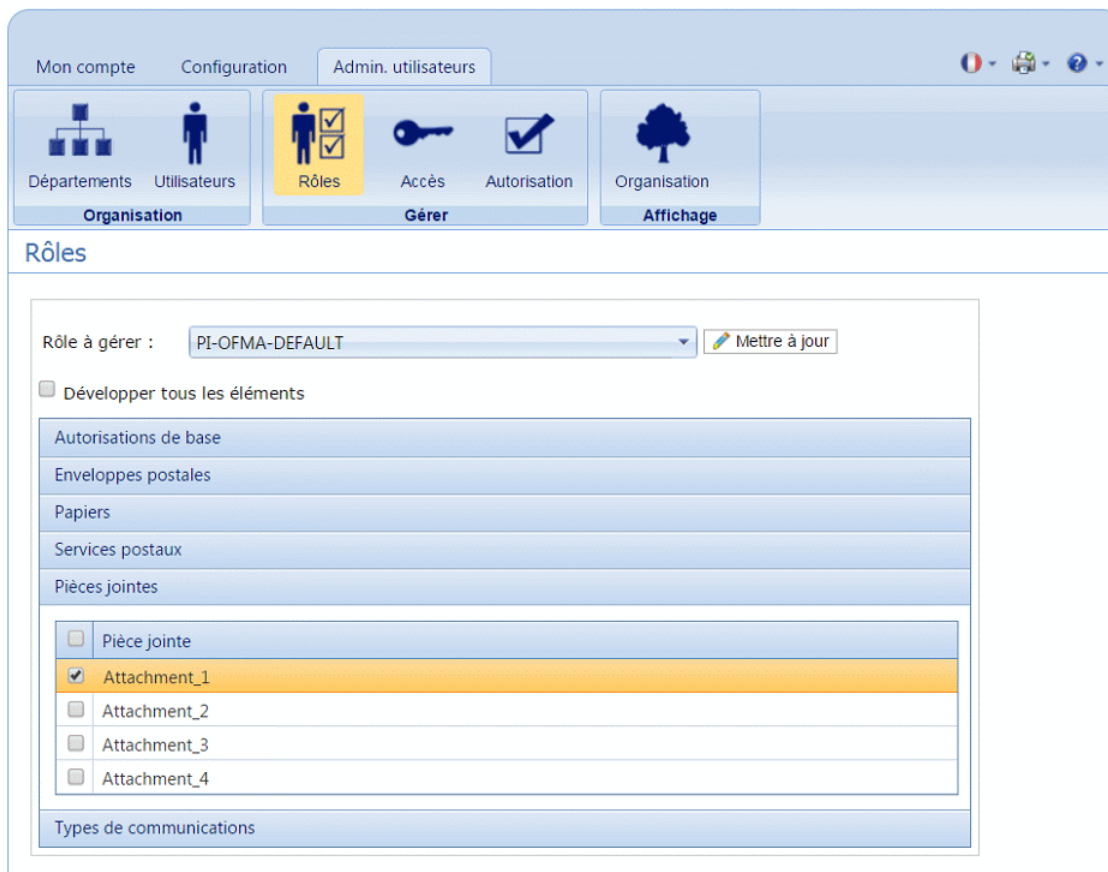 Mon compte Configuration Admin. utilisateurs
Départements Utilisateurs Rôles Accès Autorisation Organisation
Organisation Gérer Affichage
Rôles
Rôle à gérer : PI-OFMA-DEFAULT Mettre à jour
Développer tous les éléments
Autorisations de base
Enveloppes postales
Papiers
Services postaux
Pièces jointes
Pièce jointe
Attachment_1
Attachment_2
Attachment_3
Attachment_4
Types de communications